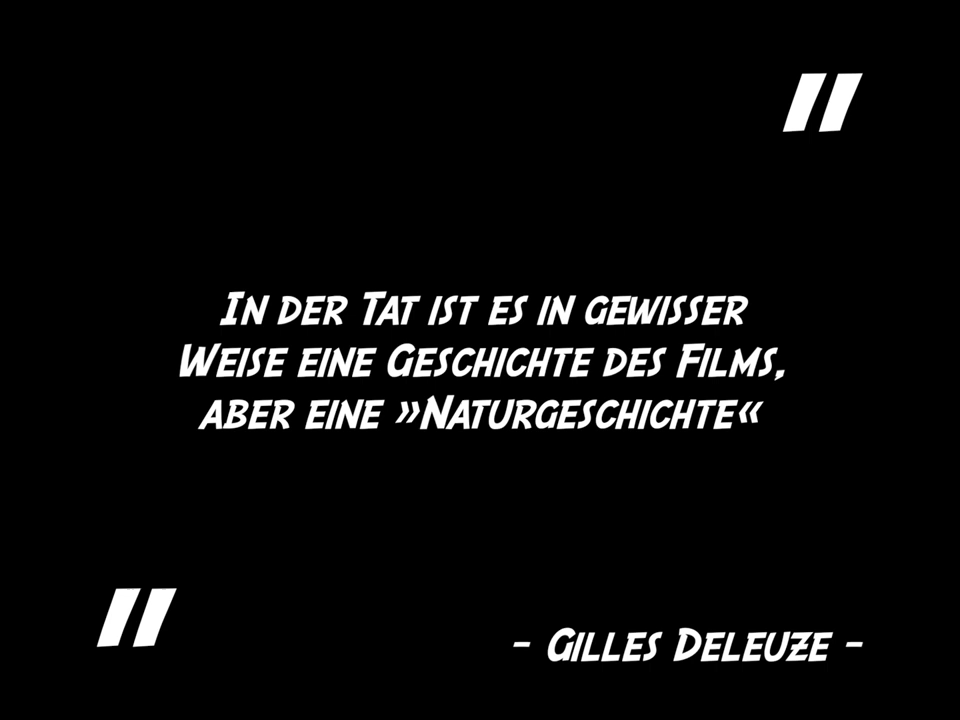 "
In der Tat ist es in gewisser
Weise eine Geschichte des Films,
aber eine »Naturgeschichte«
"
- Gilles Deleuze -